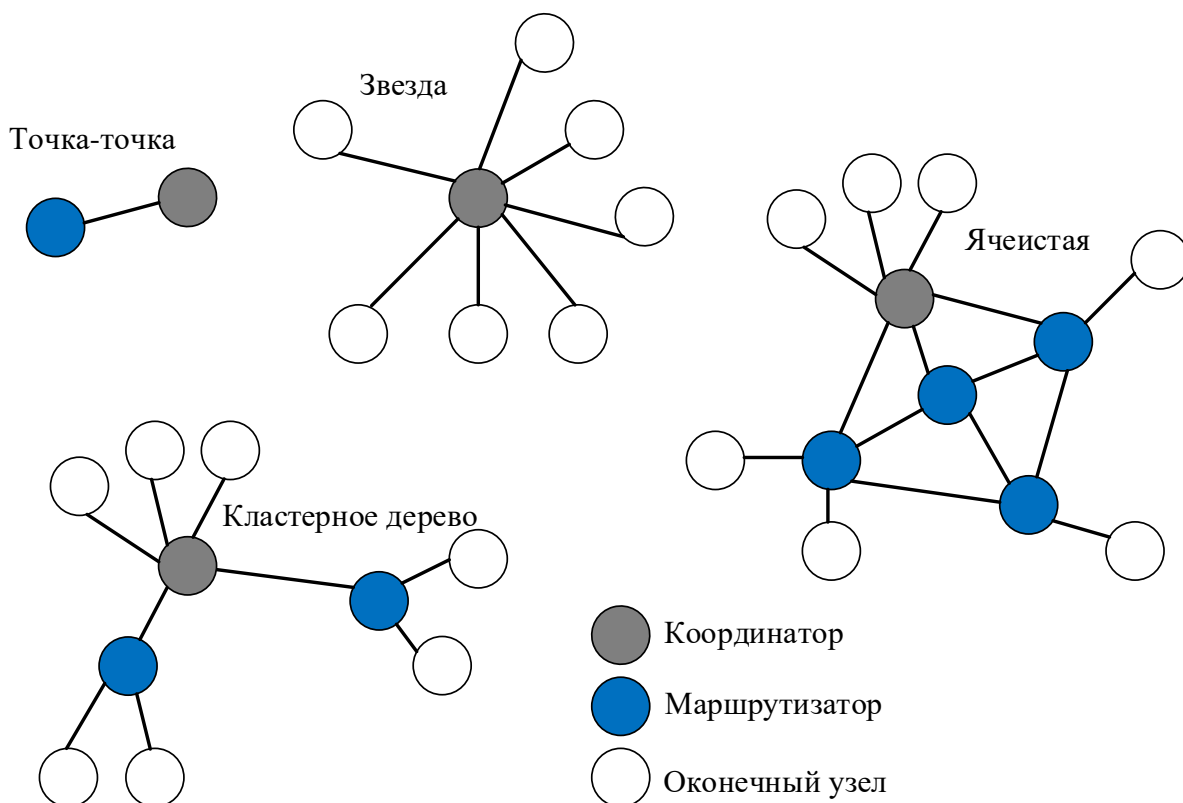 Звезда
Точка-точка
Ячеистая
Кластерное дерево
Координатор
Маршрутизатор
Оконечный узел